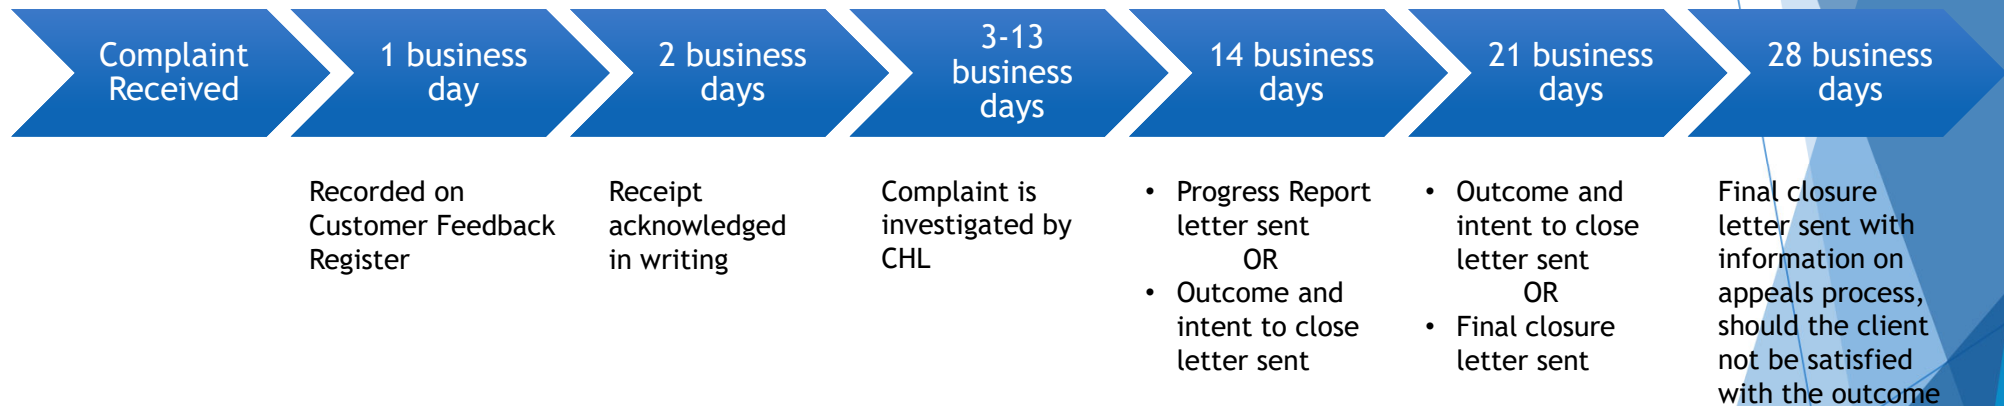 Complaint
Received
1 business
day
2 business
days
3-13
business
days
14 business
days
21 business
days
28 business
days
Recorded on
Customer Feedback
Register
Receipt
acknowledged
in writing
Complaint is
investigated by
CHL
• Progress Report
letter sent
OR
• Outcome and
intent to close
letter sent
• Outcome and
intent to close
letter sent
OR
• Final closure
letter sent
Final closure
letter sent with
information on
appeals process,
should the client
not be satisfied
with the outcome